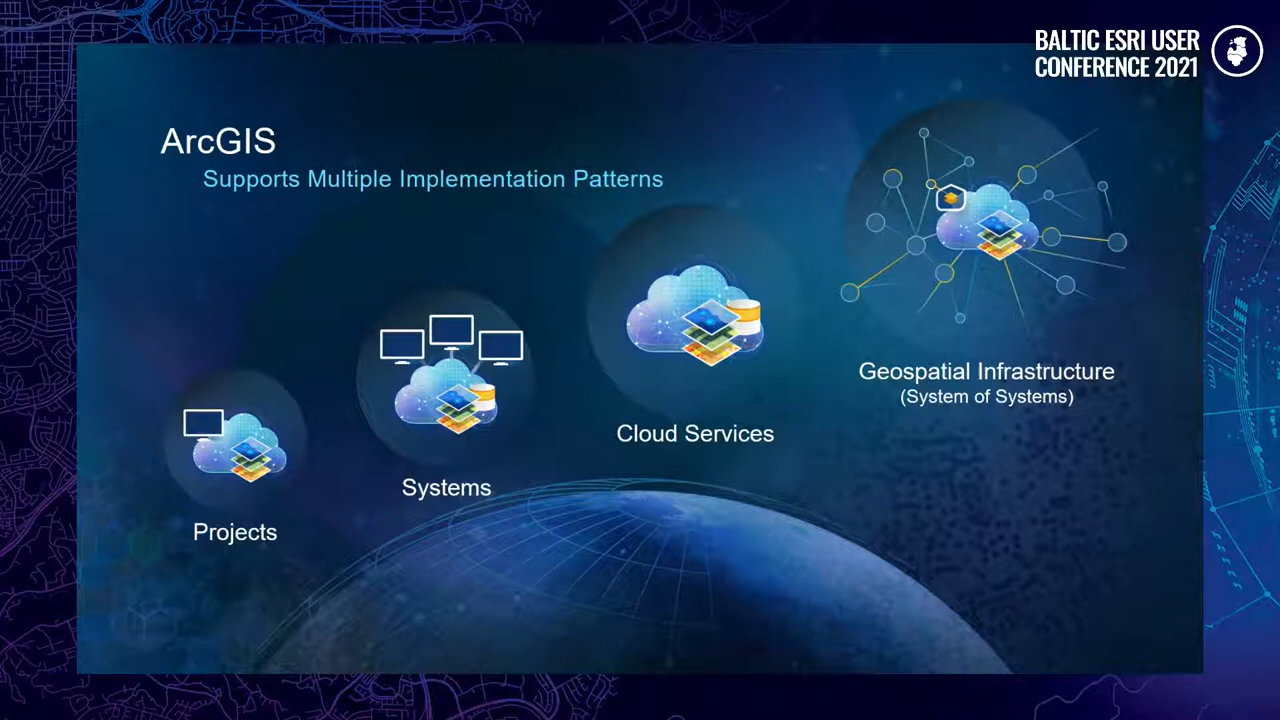 BALTIC ESRI USER
CONFERENCE 2021
ArcGIS
Supports Multiple Implementation Patterns
Geospatial Infrastructure
(System of Systems)
Cloud Services
Systems
Projects